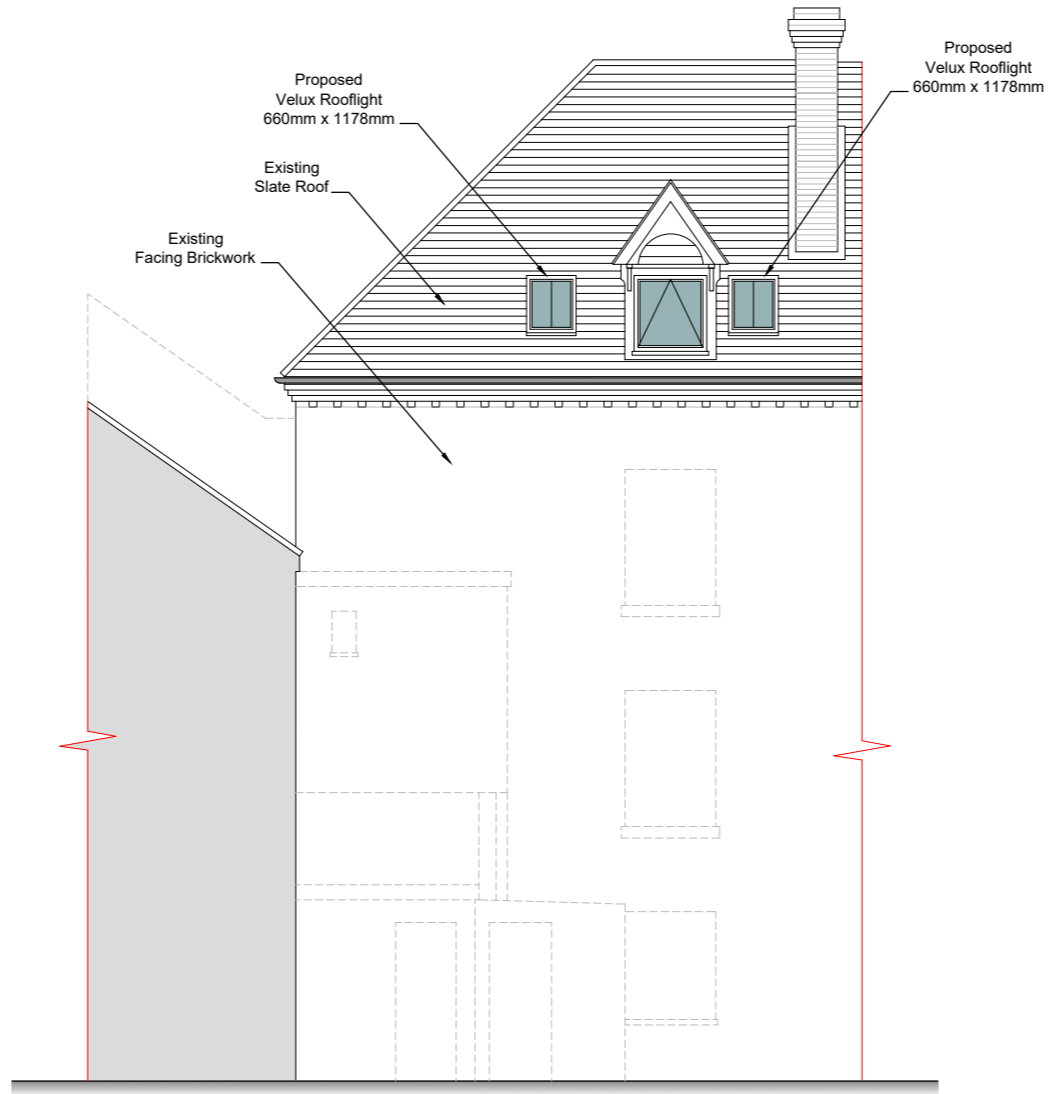 Proposed
Velux Rooflight
660mm x 1178mm
Proposed
Velux Rooflight
660mm x 1178mm
Existing
Slate Roof
Existing
Facing Brickwork